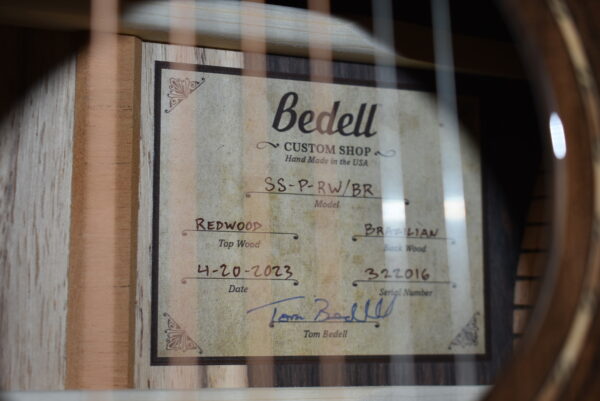 Bedell
CUSTOM SHOP
Hand Made in the USA
SS-P-RW/BR
Model
REDWOOD
Top Wood
BRAZILIAN
Back Wood
4-20-2023
Date
322016
Serial Number
Tom Bedell
Tom Bedell